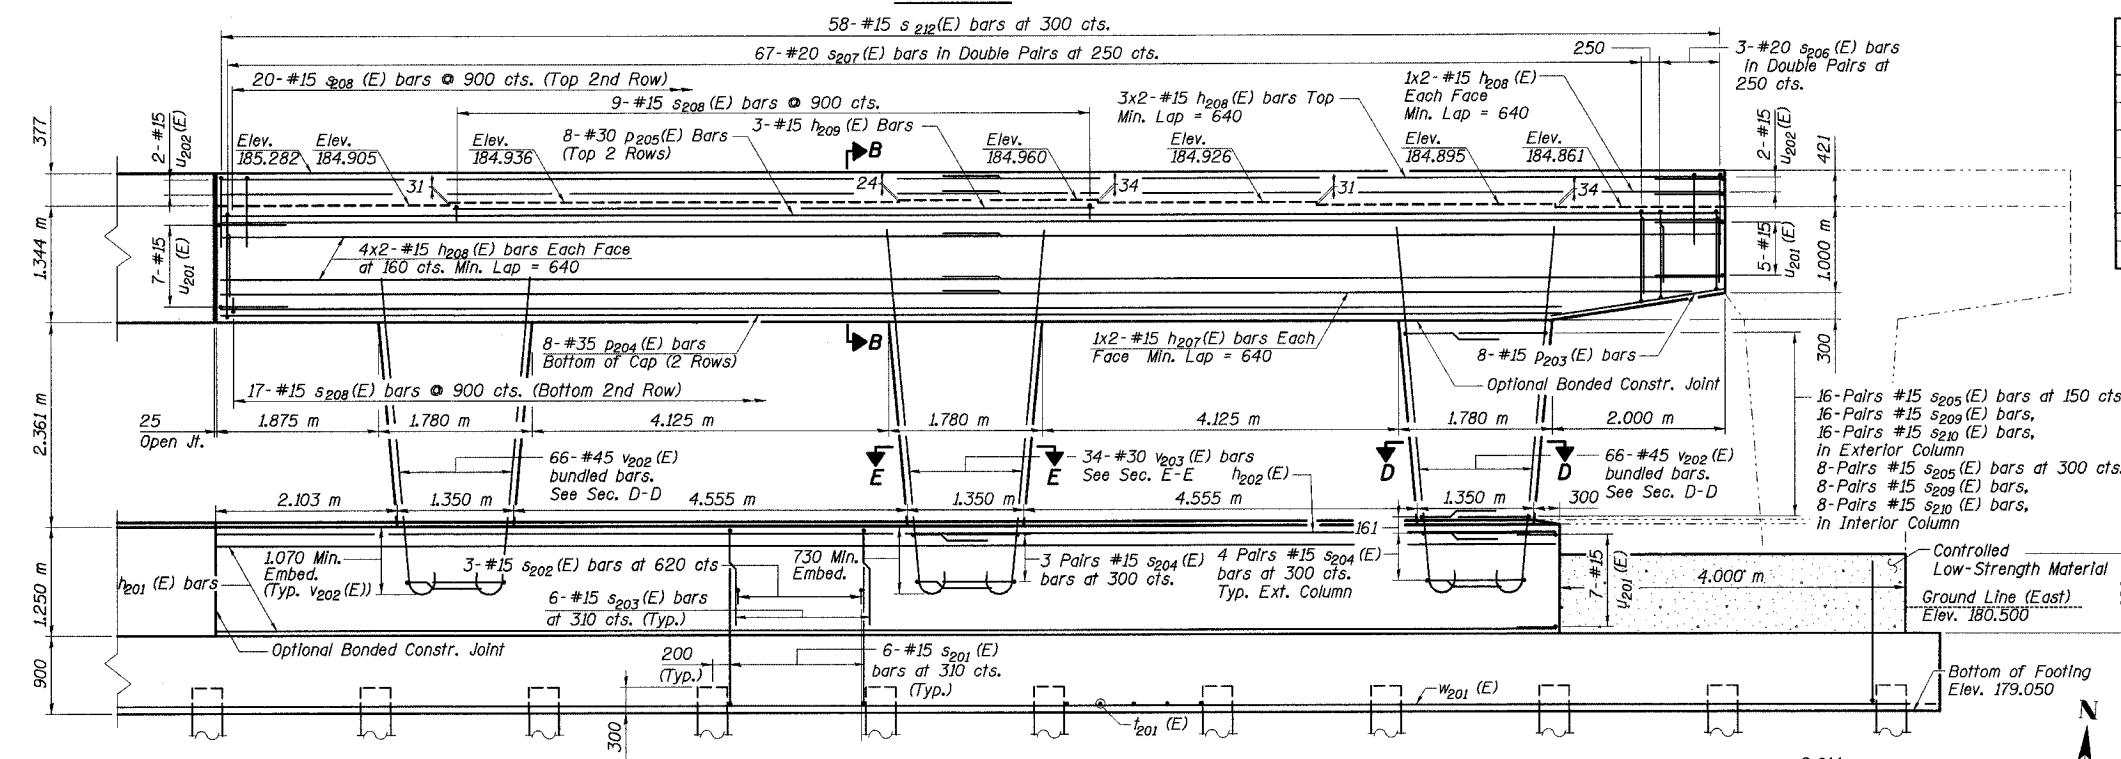 58-#15 s212(E) bars at 300 cts.
67-#20 s207(E) bars in Double Pairs at 250 cts.
250
3-#20 s206(E) bars
in Double Pairs at
250 cts.
20-#15 s208 (E) bars @ 900 cts. (Top 2nd Row)
9-#15 s208(E) bars @ 900 cts.
3x2-#15 h208(E) bars Top
Min. Lap = 640
1x2-#15 h208(E)
Each Face
Min. Lap = 640
377
2-#15
u202(E)
Elev.
185.282
Elev.
184.905
Elev.
184.936
8-#30 p205(E) Bars
(Top 2 Rows)
3-#15 h209 (E) Bars
B
Elev.
184.960
Elev.
184.926
Elev.
184.895
Elev.
184.861
2-#15
u202(E)
421
31
24
34
31
34
1.344 m
7-#15
u201(E)
4x2-#15 h208(E) bars Each Face
at 160 cts. Min. Lap = 640
5-#15
u201(E)
1.000 m
300
8-#35 p204(E) bars
Bottom of Cap (2 Rows)
B
1x2-#15 h207(E) bars Each
Face Min. Lap = 640
8-#15 p203(E) bars
Optional Bonded Constr. Joint
17-#15 s208(E) bars @ 900 cts. (Bottom 2nd Row)
2.361 m
25
Open Jt.
1.875 m
1.780 m
4.125 m
1.780 m
4.125 m
1.780 m
2.000 m
16-Pairs #15 s205(E) bars at 150 cts
16-Pairs #15 s209(E) bars,
16-Pairs #15 s210(E) bars,
in Exterior Column
8-Pairs #15 s205(E) bars at 300 cts.
8-Pairs #15 s209(E) bars,
8-Pairs #15 s210(E) bars,
in Interior Column
66-#45 v202(E)
bundled bars.
See Sec. D-D
E
E
34-#30 v203(E) bars
See Sec. E-E
h202(E)
D
D
66-#45 v202(E)
bundled bars.
See Sec. D-D
2.103 m
1.350 m
4.555 m
1.350 m
4.555 m
1.350 m
300
161
1.250 m
h201 (E) bars
1.070 Min.
Embed.
(Typ. v202(E))
3-#15 s202(E) bars at 620 cts
6-#15 s203(E) bars
at 310 cts. (Typ.)
730 Min.
Embed.
3 Pairs #15 s204(E)
bars at 300 cts.
4 Pairs #15 s204(E)
bars at 300 cts.
Typ. Ext. Column
7-#15
u201(E)
4.000 m
Controlled
Low-Strength Material
Ground Line (East)
Elev. 180.500
Optional Bonded Constr. Joint
900
200
(Typ.)
6-#15 s201(E)
bars at 310 cts.
(Typ.)
w201 (E)
Bottom of Footing
Elev. 179.050
300
t201 (E)
N